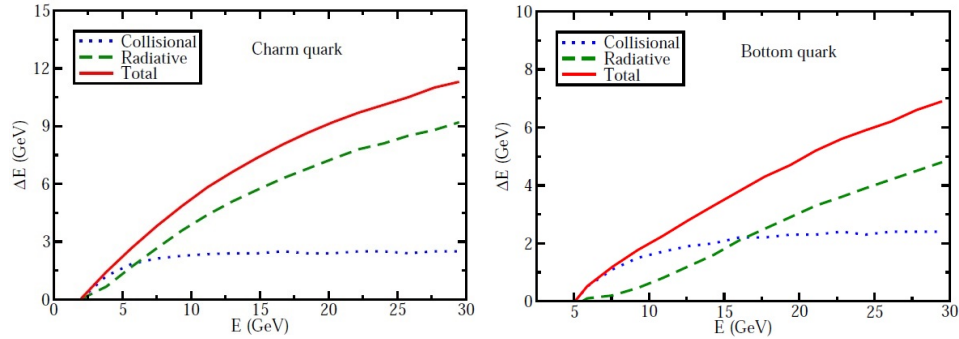 15
12
9
6
3
0
ΔE (GeV)
Collisional
Radiative
Total
Charm quark
0 5 10 15 20 25 30
E (GeV)
10
8
6
4
2
0
ΔE (GeV)
Collisional
Radiative
Total
Bottom quark
5 10 15 20 25 30
E (GeV)